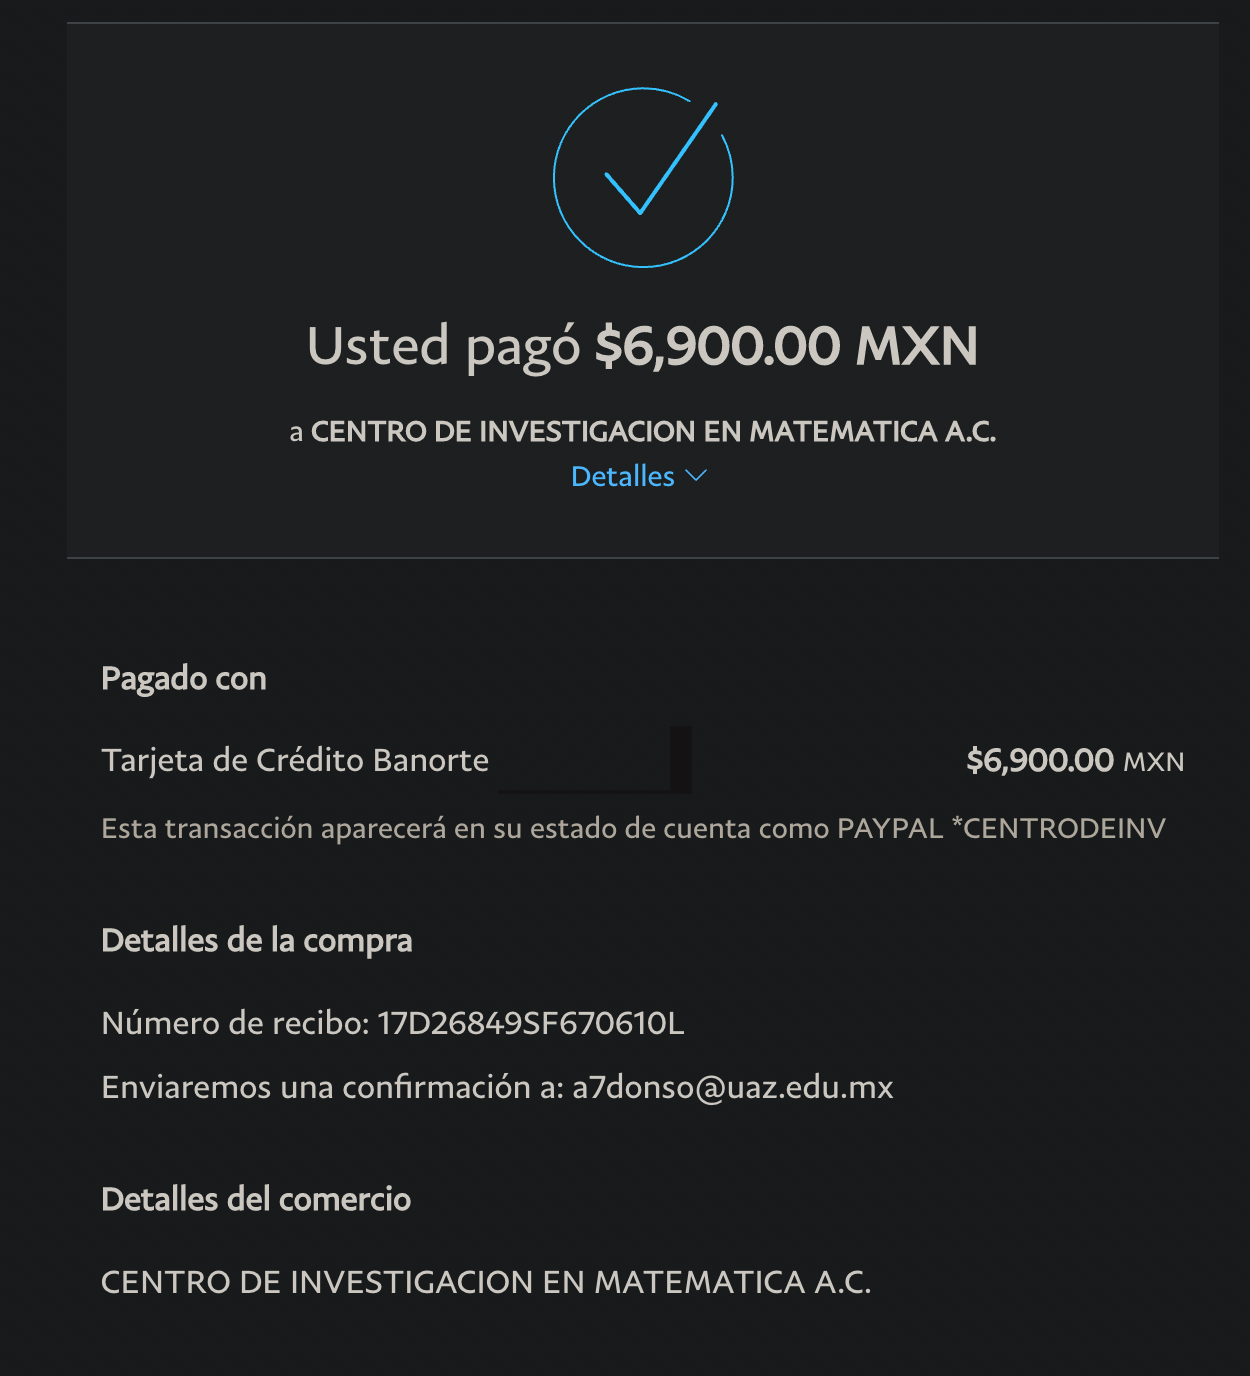 Usted pagó $6,900.00 MXN
a CENTRO DE INVESTIGACION EN MATEMATICA A.C.
Detalles
Pagado con
Tarjeta de Crédito Banorte $6,900.00 MXN
Esta transacción aparecerá en su estado de cuenta como PAYPAL *CENTRODEINV
Detalles de la compra
Número de recibo: 17D26849SF670610L
Enviaremos una confirmación a: a7donso@uaz.edu.mx
Detalles del comercio
CENTRO DE INVESTIGACION EN MATEMATICA A.C.